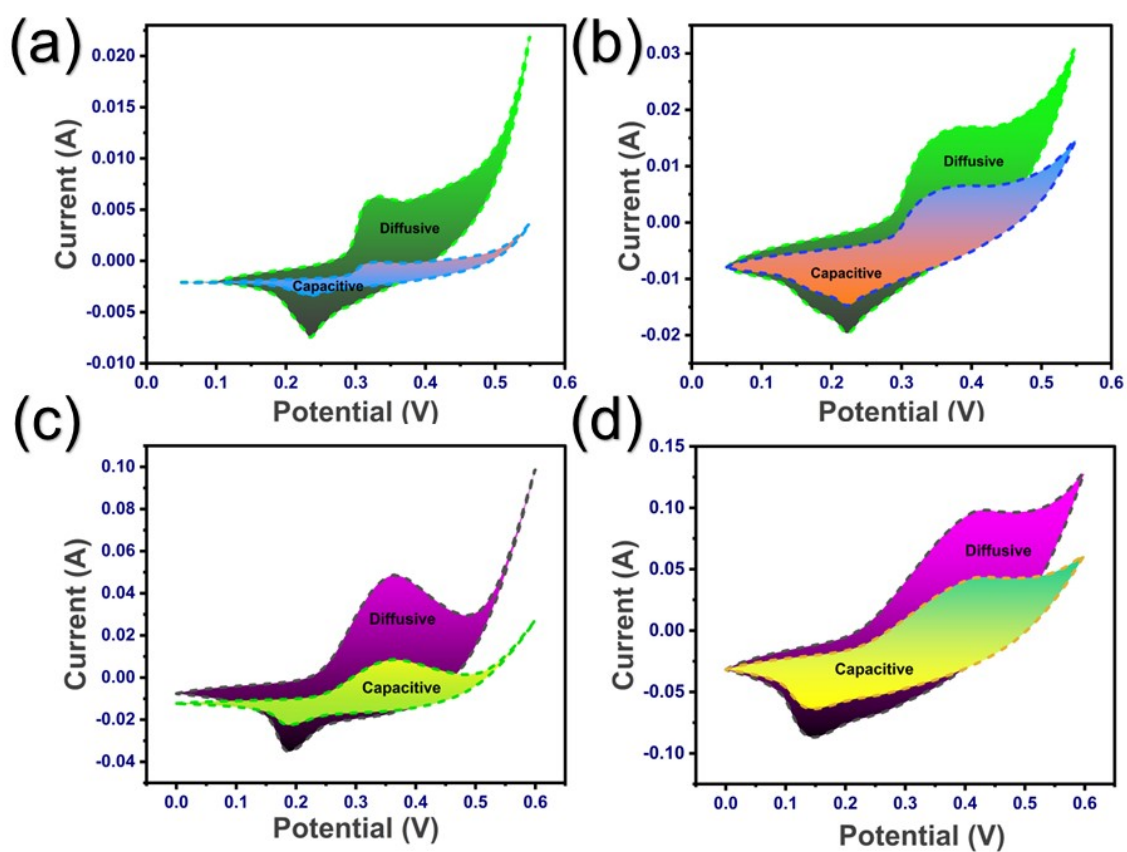 (a)
Current (A)
0.020
0.015
0.010
0.005
0.000
-0.005
-0.010
Diffusive
Capacitive
0.0 0.1 0.2 0.3 0.4 0.5 0.6
Potential (V)
(b)
Current (A)
0.03
0.02
0.01
0.00
-0.01
-0.02
Diffusive
Capacitive
0.0 0.1 0.2 0.3 0.4 0.5 0.6
Potential (V)
(c)
Current (A)
0.10
0.08
0.06
0.04
0.02
0.00
-0.02
-0.04
Diffusive
Capacitive
0.0 0.1 0.2 0.3 0.4 0.5 0.6
Potential (V)
(d)
Current (A)
0.15
0.10
0.05
0.00
-0.05
-0.10
Diffusive
Capacitive
0.0 0.1 0.2 0.3 0.4 0.5 0.6
Potential (V)